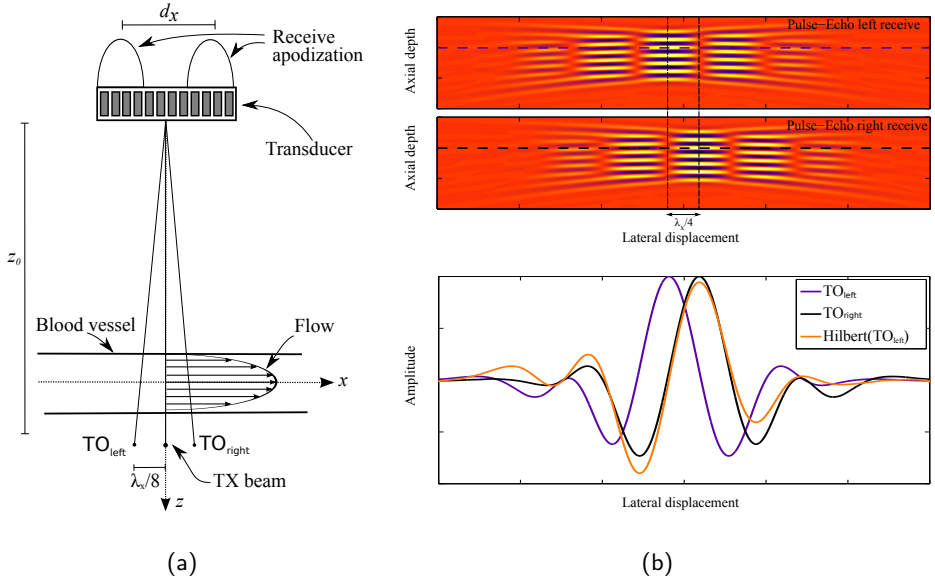 d_x
Receive
apodization
Transducer
z_0
Blood vessel
Flow
x
TO_left
TO_right
λ_x/8
TX beam
z
(a)
Axial depth
Pulse−Echo left receive
Axial depth
Pulse−Echo right receive
λ_x/4
Lateral displacement
Amplitude
TO_left
TO_right
Hilbert(TO_left)
Lateral displacement
(b)